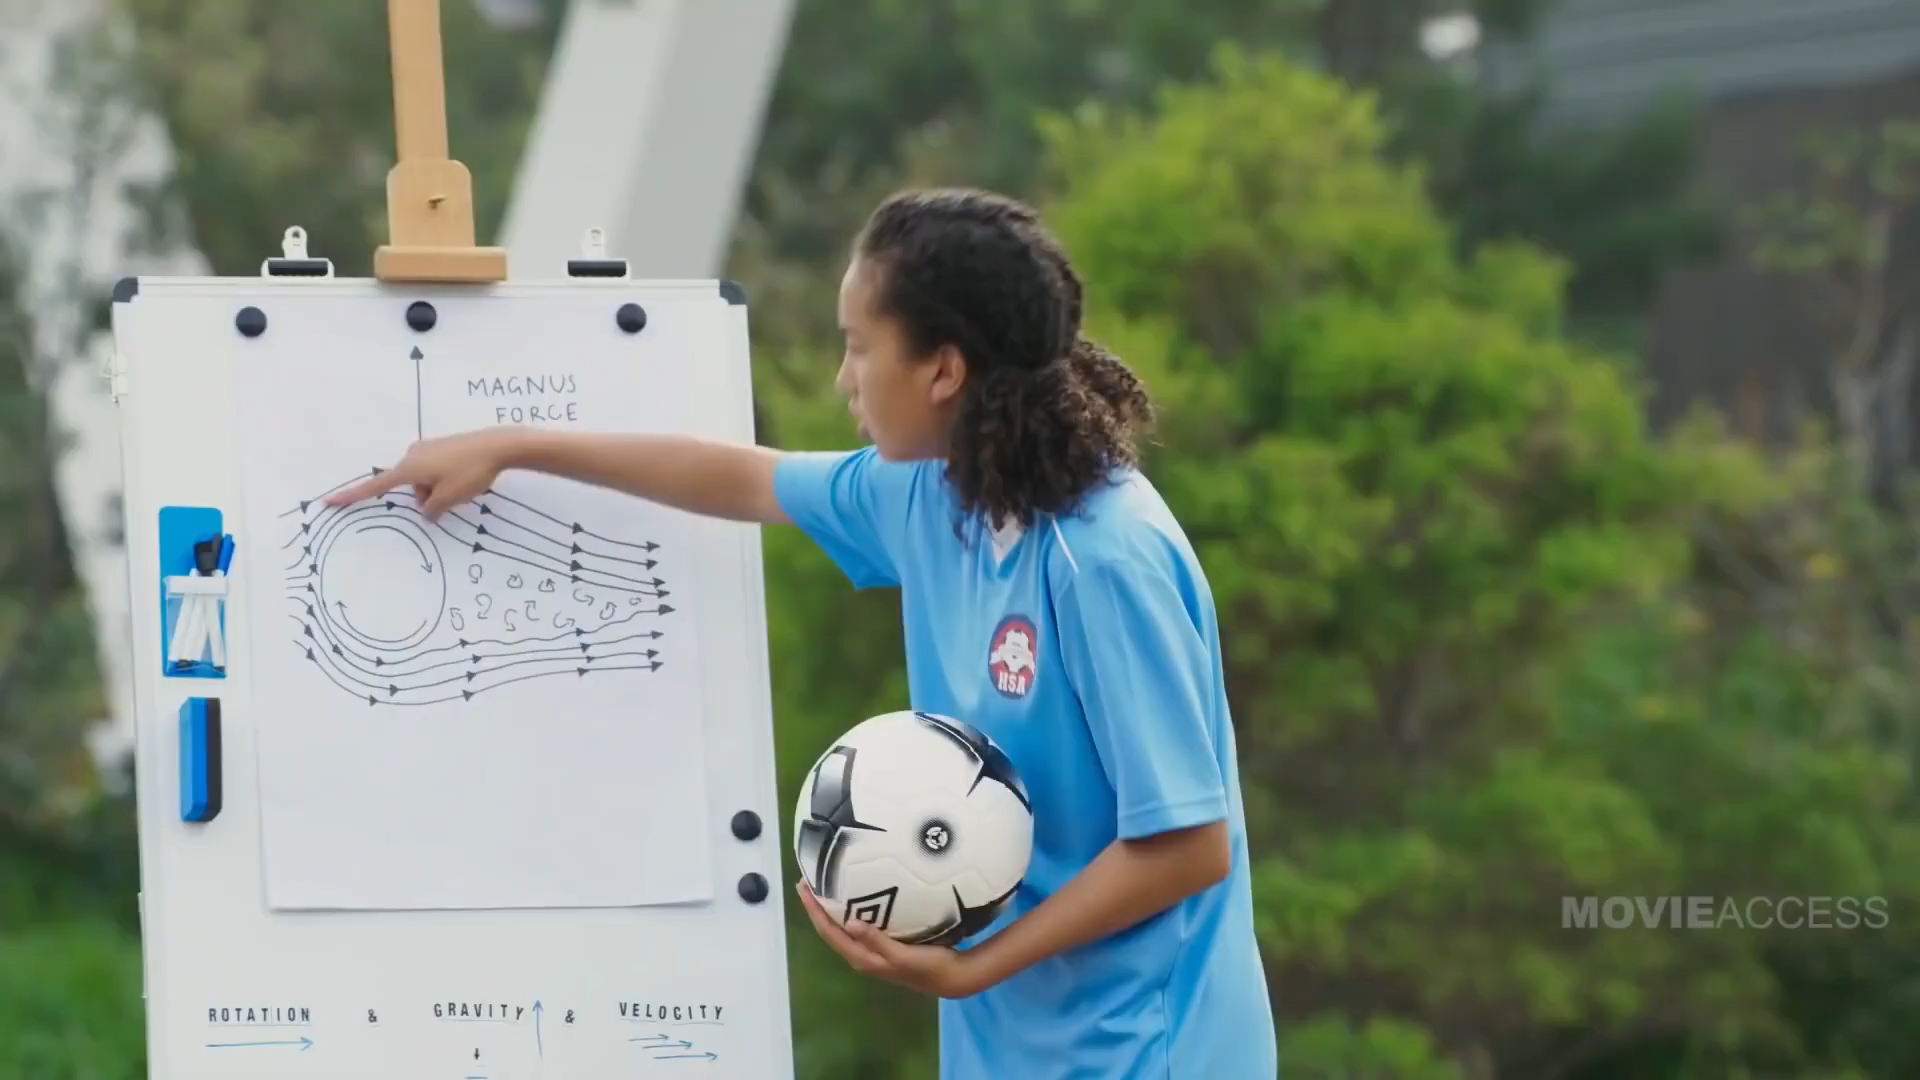 MAGNUS
FORCE
HSA
MOVIEACCESS
ROTATION & GRAVITY & VELOCITY